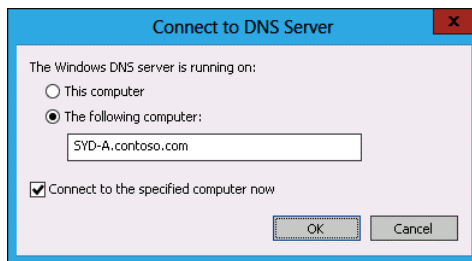 Connect to DNS Server
x
The Windows DNS server is running on:
This computer
The following computer:
SYD-A.contoso.com
Connect to the specified computer now
OK
Cancel